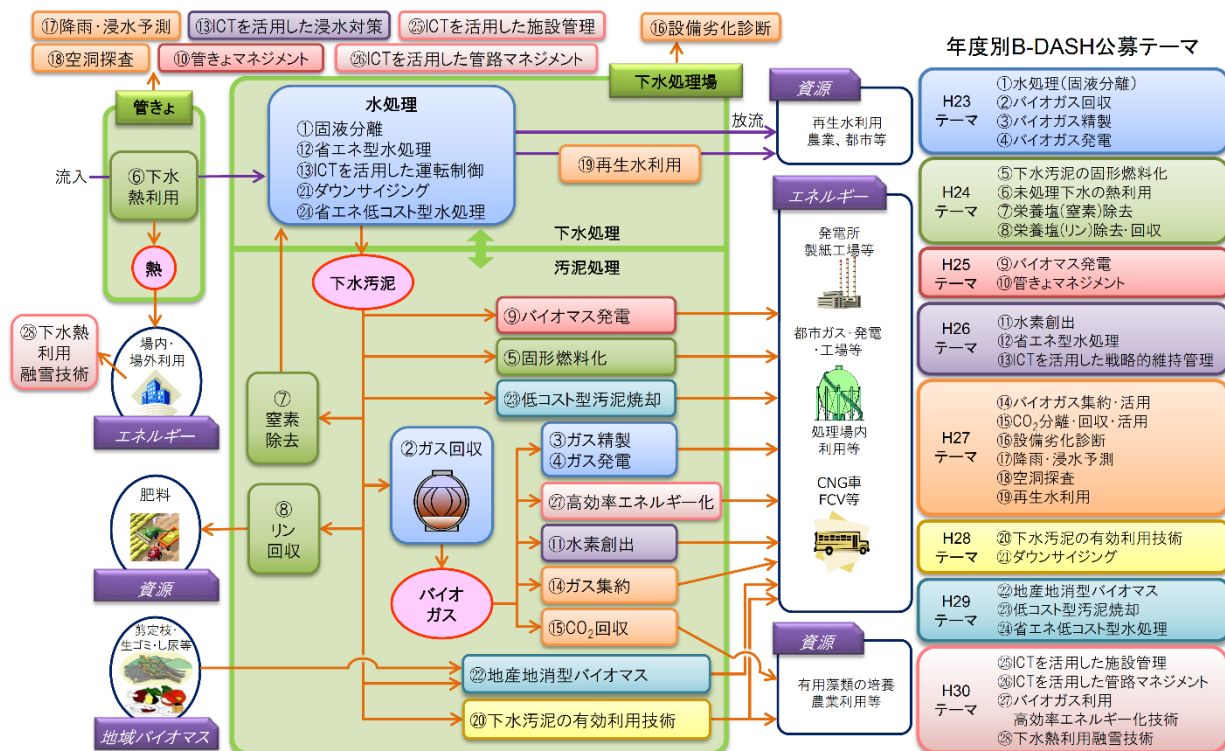 ⑰降雨・浸水予測
⑬ICTを活用した浸水対策
㉕ICTを活用した施設管理
⑯設備劣化診断
⑱空洞探査
⑩管きょマネジメント
㉖ICTを活用した管路マネジメント
管きょ
流入
⑥下水
熱利用
熱
㉘下水熱
利用
融雪技術
場内・
場外利用
エネルギー
肥料
資源
剪定枝・
生ゴミ・し尿等
地域バイオマス
下水処理場
水処理
①固液分離
⑫省エネ型水処理
⑬ICTを活用した運転制御
㉑ダウンサイジング
㉔省エネ低コスト型水処理
放流
⑲再生水利用
下水処理
汚泥処理
下水汚泥
⑦
窒素
除去
⑧
リン
回収
⑨バイオマス発電
⑤固形燃料化
㉓低コスト型汚泥焼却
②ガス回収
バイオ
ガス
③ガス精製
④ガス発電
㉗高効率エネルギー化
⑪水素創出
⑭ガス集約
⑮CO₂回収
㉒地産地消型バイオマス
⑳下水汚泥の有効利用技術
資源
再生水利用
農業、都市等
エネルギー
発電所
製紙工場等
都市ガス・発電
・工場等
処理場内
利用等
CNG車
FCV等
資源
有用藻類の培養
農業利用等
年度別B-DASH公募テーマ
H23
テーマ
①水処理(固液分離)
②バイオガス回収
③バイオガス精製
④バイオガス発電
H24
テーマ
⑤下水汚泥の固形燃料化
⑥未処理下水の熱利用
⑦栄養塩(窒素)除去
⑧栄養塩(リン)除去・回収
H25
テーマ
⑨バイオマス発電
⑩管きょマネジメント
H26
テーマ
⑪水素創出
⑫省エネ型水処理
⑬ICTを活用した戦略的維持管理
H27
テーマ
⑭バイオガス集約・活用
⑮CO₂分離・回収・活用
⑯設備劣化診断
⑰降雨・浸水予測
⑱空洞探査
⑲再生水利用
H28
テーマ
⑳下水汚泥の有効利用技術
㉑ダウンサイジング
H29
テーマ
㉒地産地消型バイオマス
㉓低コスト型汚泥焼却
㉔省エネ低コスト型水処理
H30
テーマ
㉕ICTを活用した施設管理
㉖ICTを活用した管路マネジメント
㉗バイオガス利用
高効率エネルギー化技術
㉘下水熱利用融雪技術